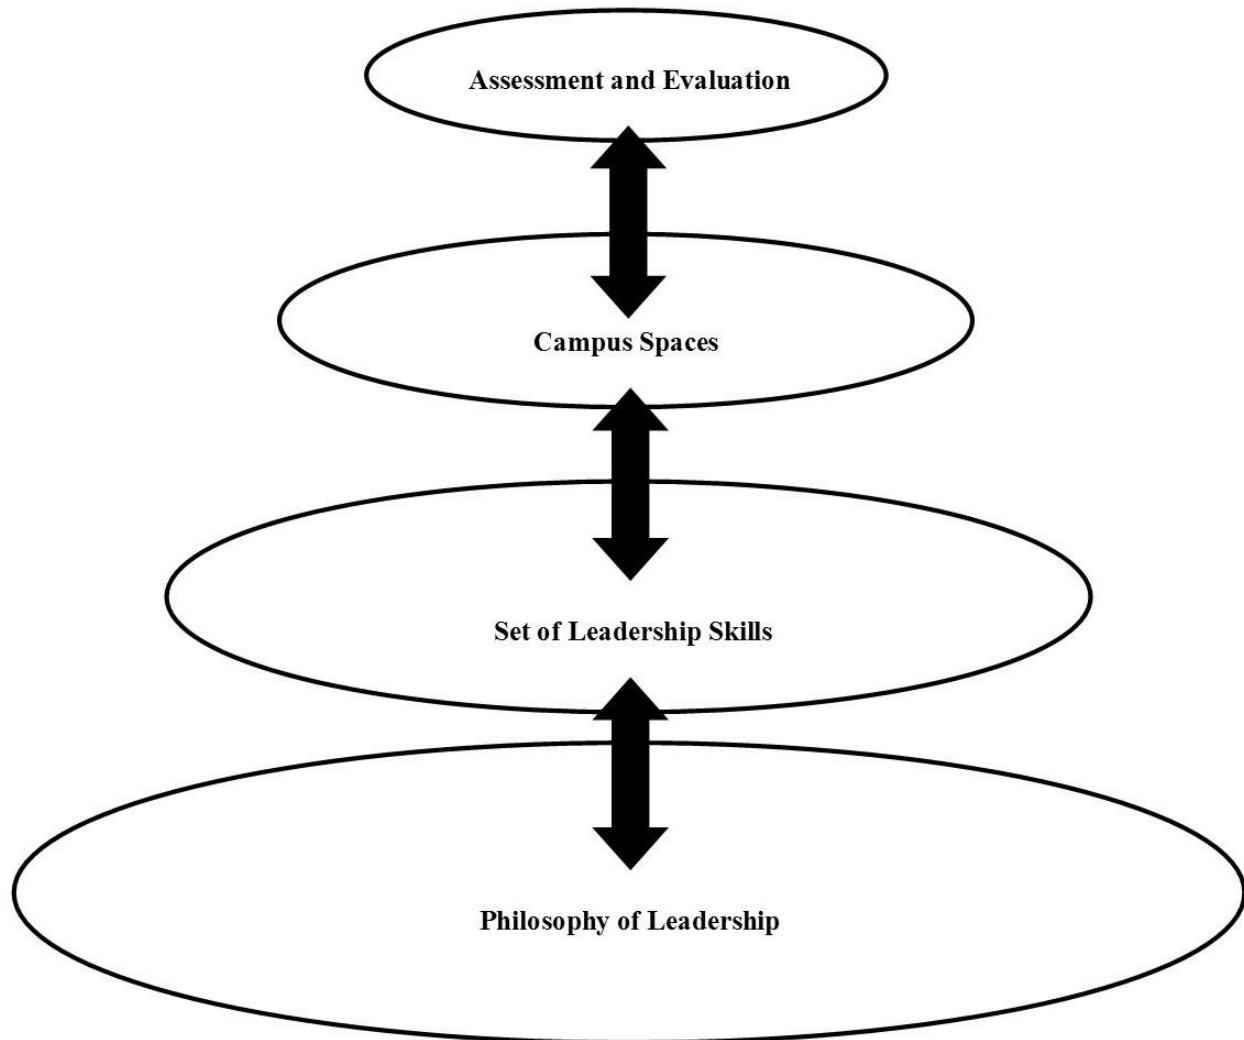 Assessment and Evaluation
Campus Spaces
Set of Leadership Skills
Philosophy of Leadership